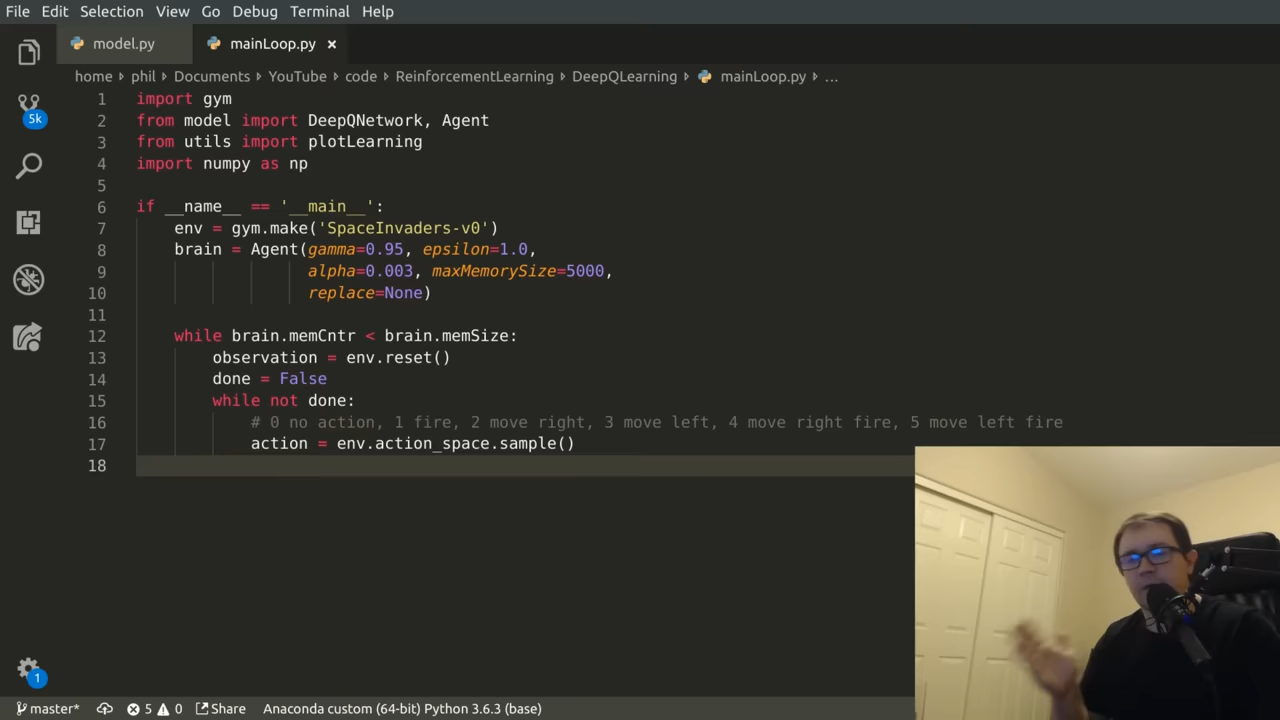 File Edit Selection View Go Debug Terminal Help
model.py mainLoop.py ×
home › phil › Documents › YouTube › code › ReinforcementLearning › DeepQLearning › mainLoop.py › ...
1 import gym
2 from model import DeepQNetwork, Agent
3 from utils import plotLearning
4 import numpy as np
5
6 if __name__ == '__main__':
7 env = gym.make('SpaceInvaders-v0')
8 brain = Agent(gamma=0.95, epsilon=1.0,
9 alpha=0.003, maxMemorySize=5000,
10 replace=None)
11
12 while brain.memCntr < brain.memSize:
13 observation = env.reset()
14 done = False
15 while not done:
16 # 0 no action, 1 fire, 2 move right, 3 move left, 4 move right fire, 5 move left fire
17 action = env.action_space.sample()
18
5k
1
master* 5 0 Share Anaconda custom (64-bit) Python 3.6.3 (base)